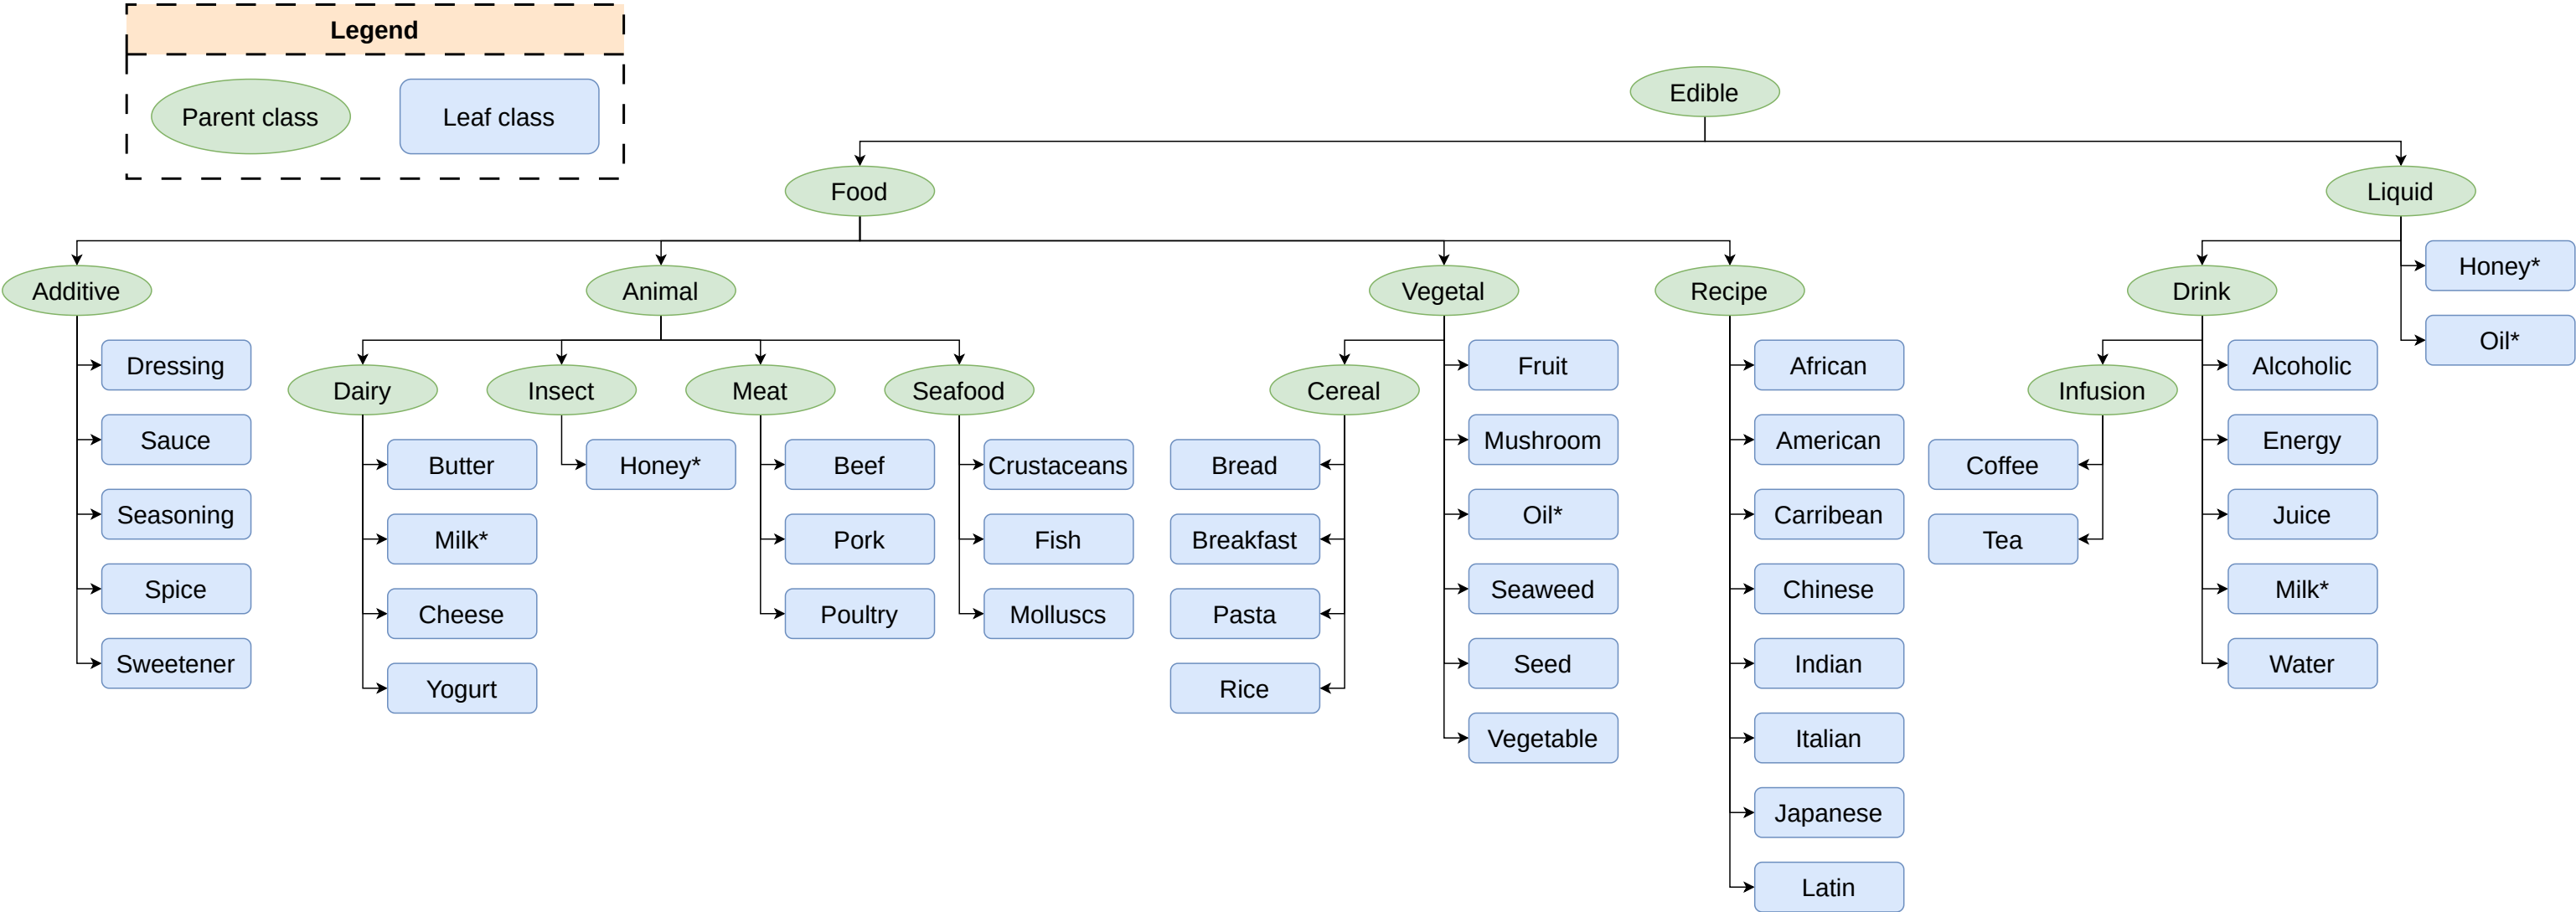 Legend
Parent class
Leaf class
Edible
Food
Liquid
Additive
Animal
Vegetal
Recipe
Drink
Honey*
Oil*
Dressing
Sauce
Seasoning
Spice
Sweetener
Dairy
Insect
Meat
Seafood
Butter
Milk*
Cheese
Yogurt
Honey*
Beef
Pork
Poultry
Crustaceans
Fish
Molluscs
Cereal
Bread
Breakfast
Pasta
Rice
Fruit
Mushroom
Oil*
Seaweed
Seed
Vegetable
African
American
Carribean
Chinese
Indian
Italian
Japanese
Latin
Infusion
Coffee
Tea
Alcoholic
Energy
Juice
Milk*
Water